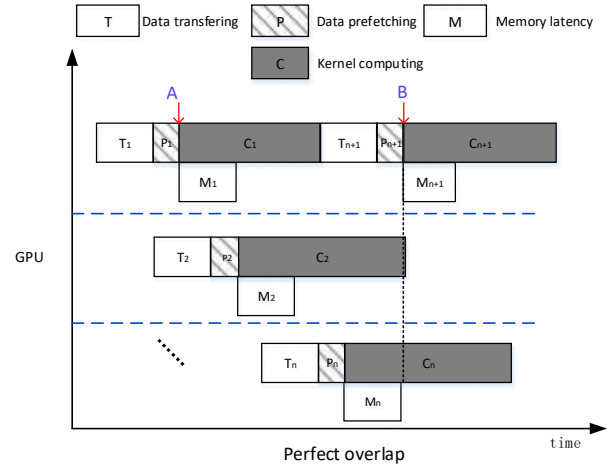 T Data transfering P Data prefetching M Memory latency
C Kernel computing
A B
T1 P1 C1 Tn+1 Pn+1 Cn+1
M1 Mn+1
GPU
T2 P2 C2
M2
Tn Pn Cn
Mn
time
Perfect overlap